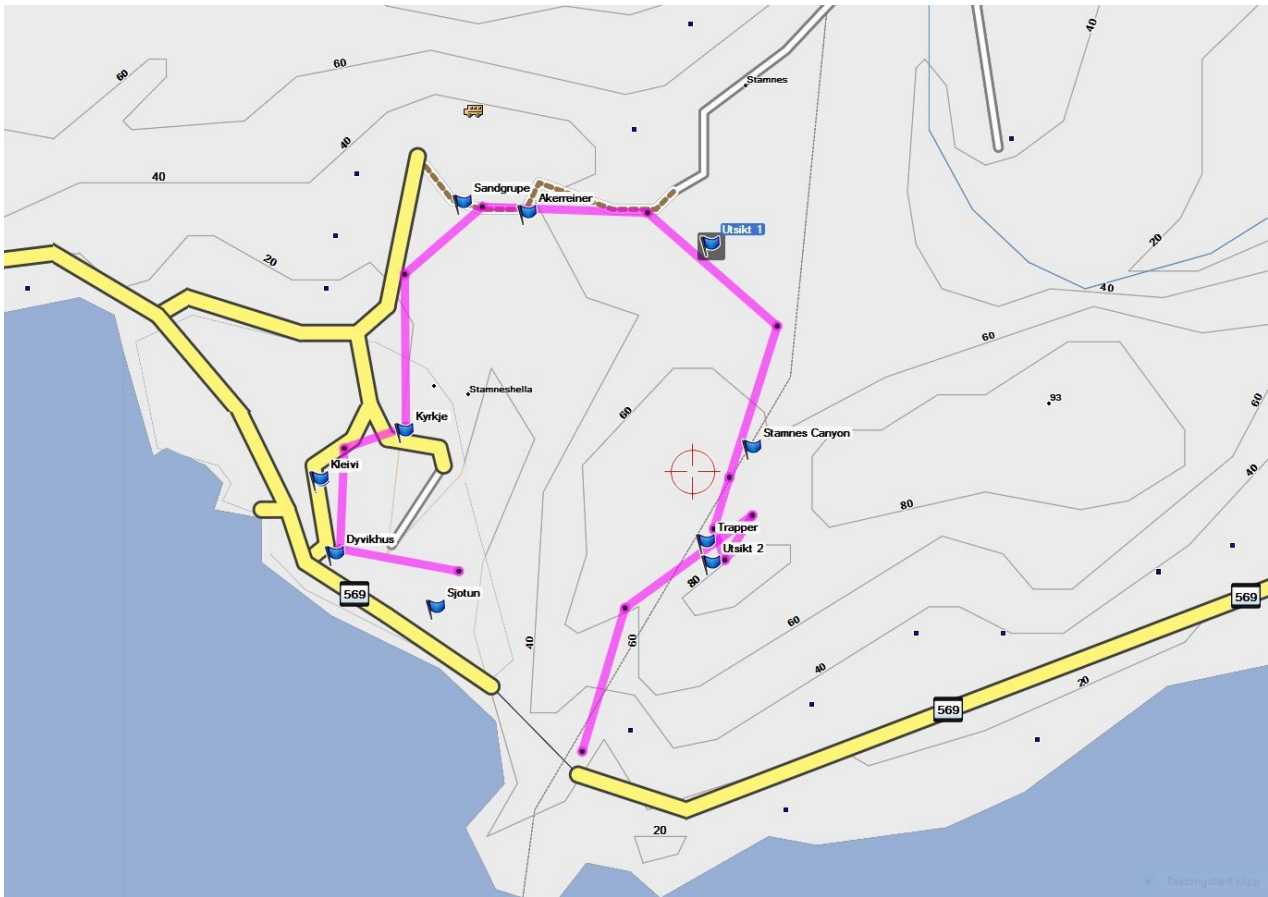 40
60
60
Stamnes
40
40
Sandgrupe
Akerreiner
Utsikt 1
20
20
40
60
Stamneshella
93
60
60
Kyrkje
Stamnes Canyon
Kleivi
40
80
Trapper
Dyvikhus
Utsikt 2
80
569
569
Sjotun
60
40
60
40
20
569
20
Rektangulært klipp